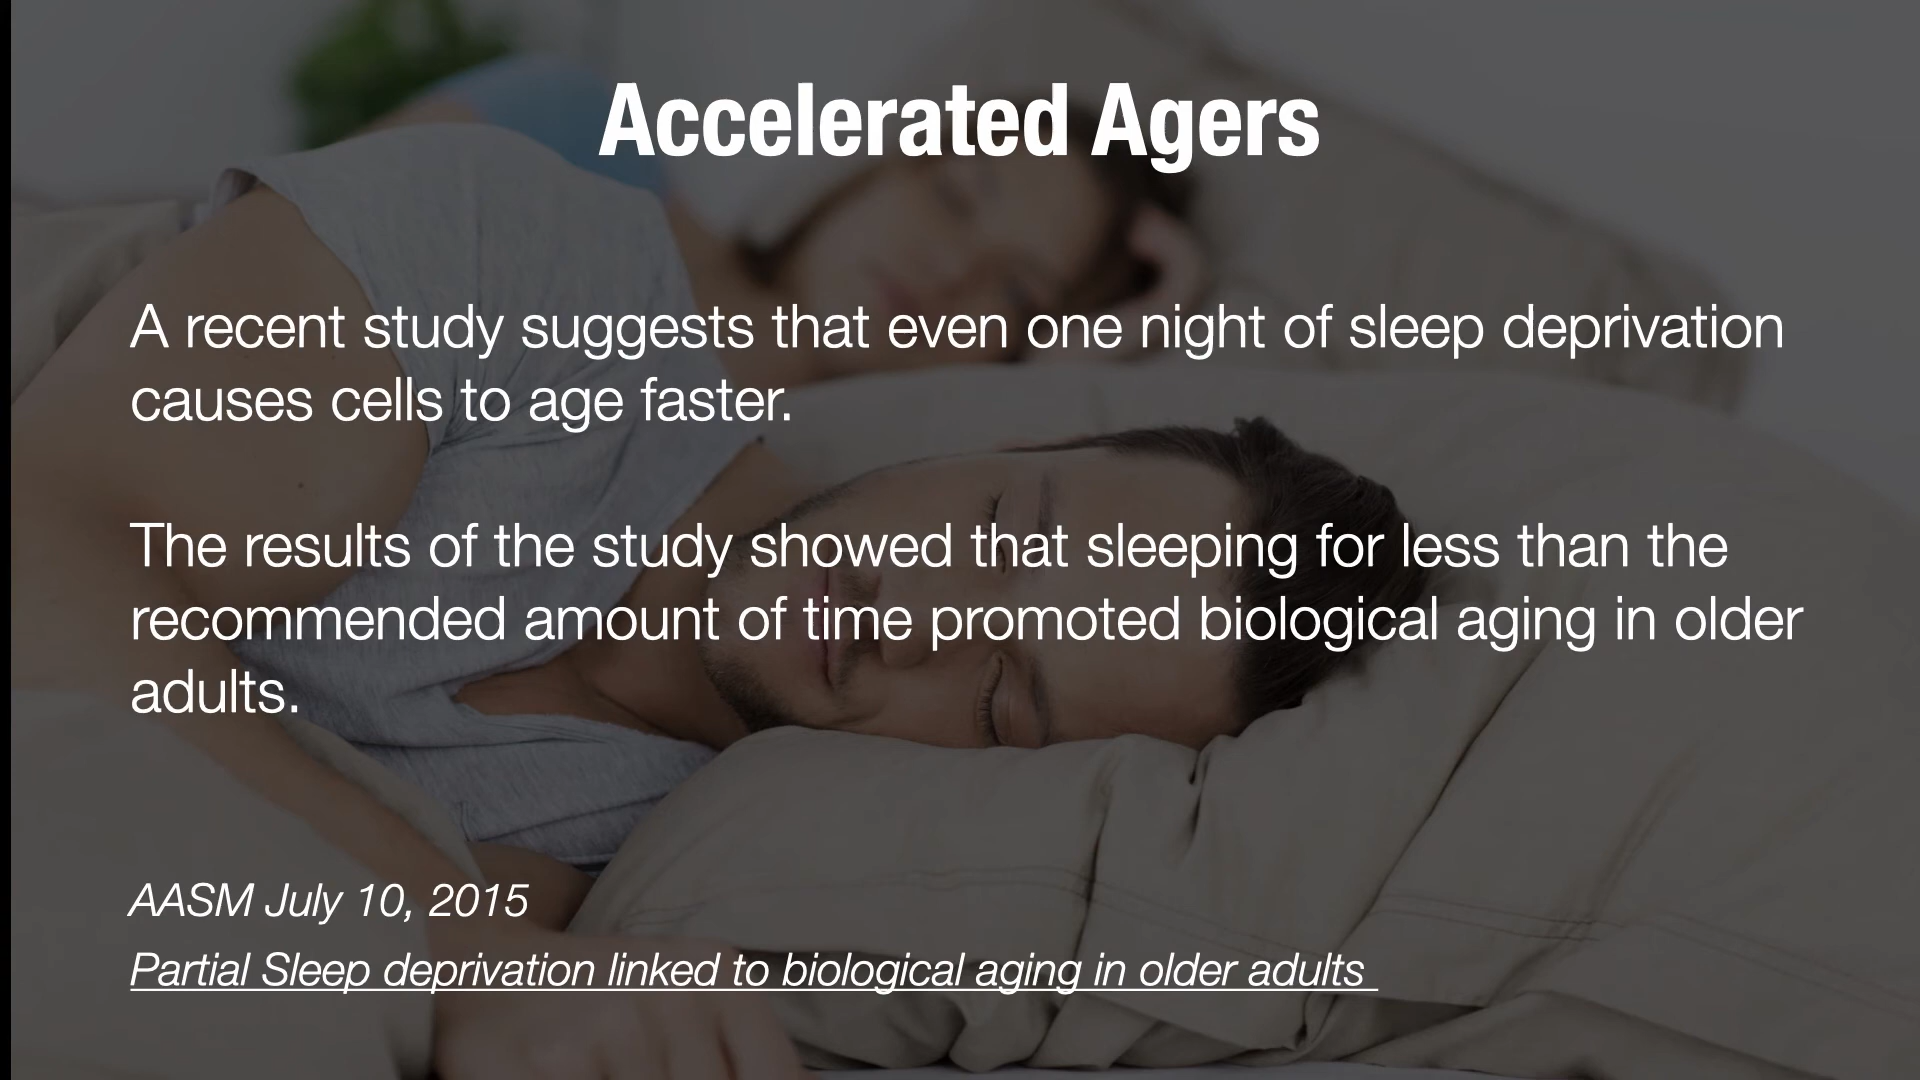 Accelerated Agers
A recent study suggests that even one night of sleep deprivation
causes cells to age faster.
The results of the study showed that sleeping for less than the
recommended amount of time promoted biological aging in older
adults.
AASM July 10, 2015
Partial Sleep deprivation linked to biological aging in older adults